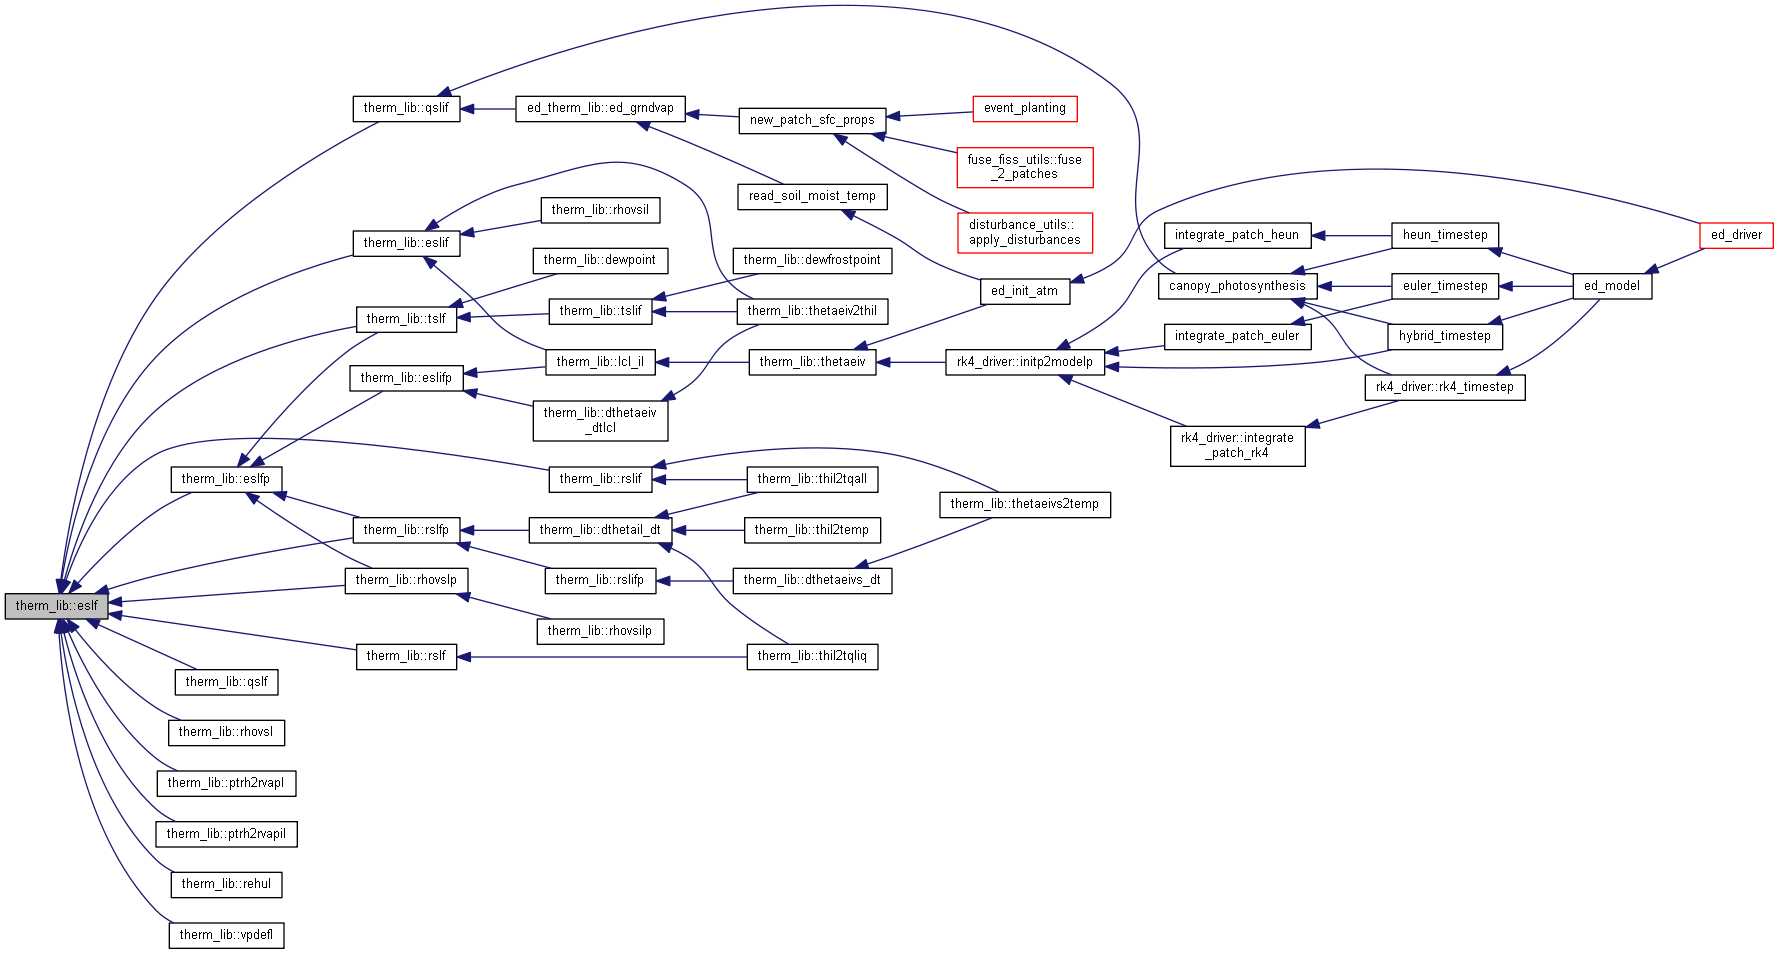 therm_lib::qslif
ed_therm_lib::ed_grndvap
new_patch_sfc_props
event_planting
fuse_fiss_utils::fuse
_2_patches
read_soil_moist_temp
disturbance_utils::
apply_disturbances
therm_lib::rhovsil
therm_lib::eslif
therm_lib::dewpoint
therm_lib::dewfrostpoint
integrate_patch_heun
heun_timestep
ed_driver
therm_lib::tslf
therm_lib::tslif
therm_lib::thetaeiv2thil
ed_init_atm
canopy_photosynthesis
euler_timestep
ed_model
integrate_patch_euler
hybrid_timestep
therm_lib::lcl_il
therm_lib::thetaeiv
rk4_driver::initp2modelp
rk4_driver::rk4_timestep
therm_lib::eslifp
therm_lib::dthetaeiv
_dtlcl
rk4_driver::integrate
_patch_rk4
therm_lib::eslfp
therm_lib::rslif
therm_lib::thil2tqall
therm_lib::thetaeivs2temp
therm_lib::rslfp
therm_lib::dthetail_dt
therm_lib::thil2temp
therm_lib::rhovslp
therm_lib::rslifp
therm_lib::dthetaeivs_dt
therm_lib::eslf
therm_lib::rhovsilp
therm_lib::rslf
therm_lib::thil2tqliq
therm_lib::qslf
therm_lib::rhovsl
therm_lib::ptrh2rvapl
therm_lib::ptrh2rvapil
therm_lib::rehul
therm_lib::vpdefl